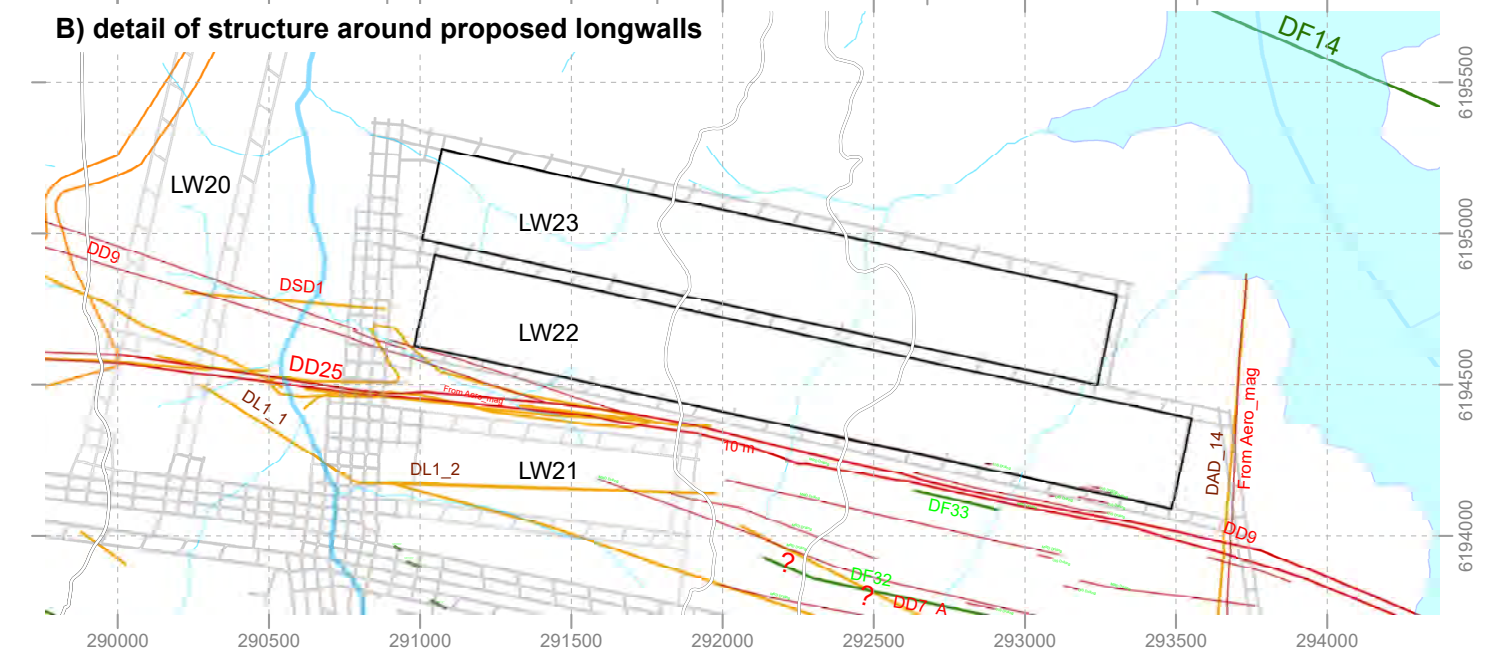 B) detail of structure around proposed longwalls
DF14
6195500
LW20
LW23
6195000
DD9
DSD1
LW22
DD25
6194500
From Aero_mag
DL1_1
From Aero_mag
10 m
DAD_14
DL1_2
LW21
DF33
DD9
6194000
?
DF32
?
DD7_A
290000
290500
291000
291500
292000
292500
293000
293500
294000